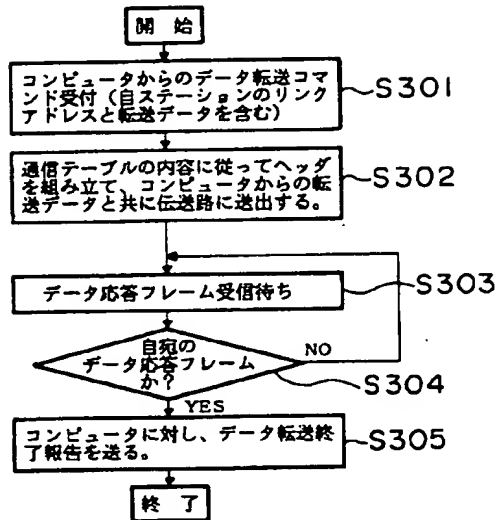 開 始
コンピュータからのデータ転送コマ
ンド受付(自ステーションのリンク
アドレスと転送データを含む)
S301
通信テーブルの内容に従ってヘッダ
を組み立て、コンピュータからの転
送データと共に伝送路に送出する。
S302
データ応答フレーム受信待ち
S303
自宛の
データ応答フレーム
か?
NO
S304
YES
コンピュータに対し、データ転送終
了報告を送る。
S305
終 了